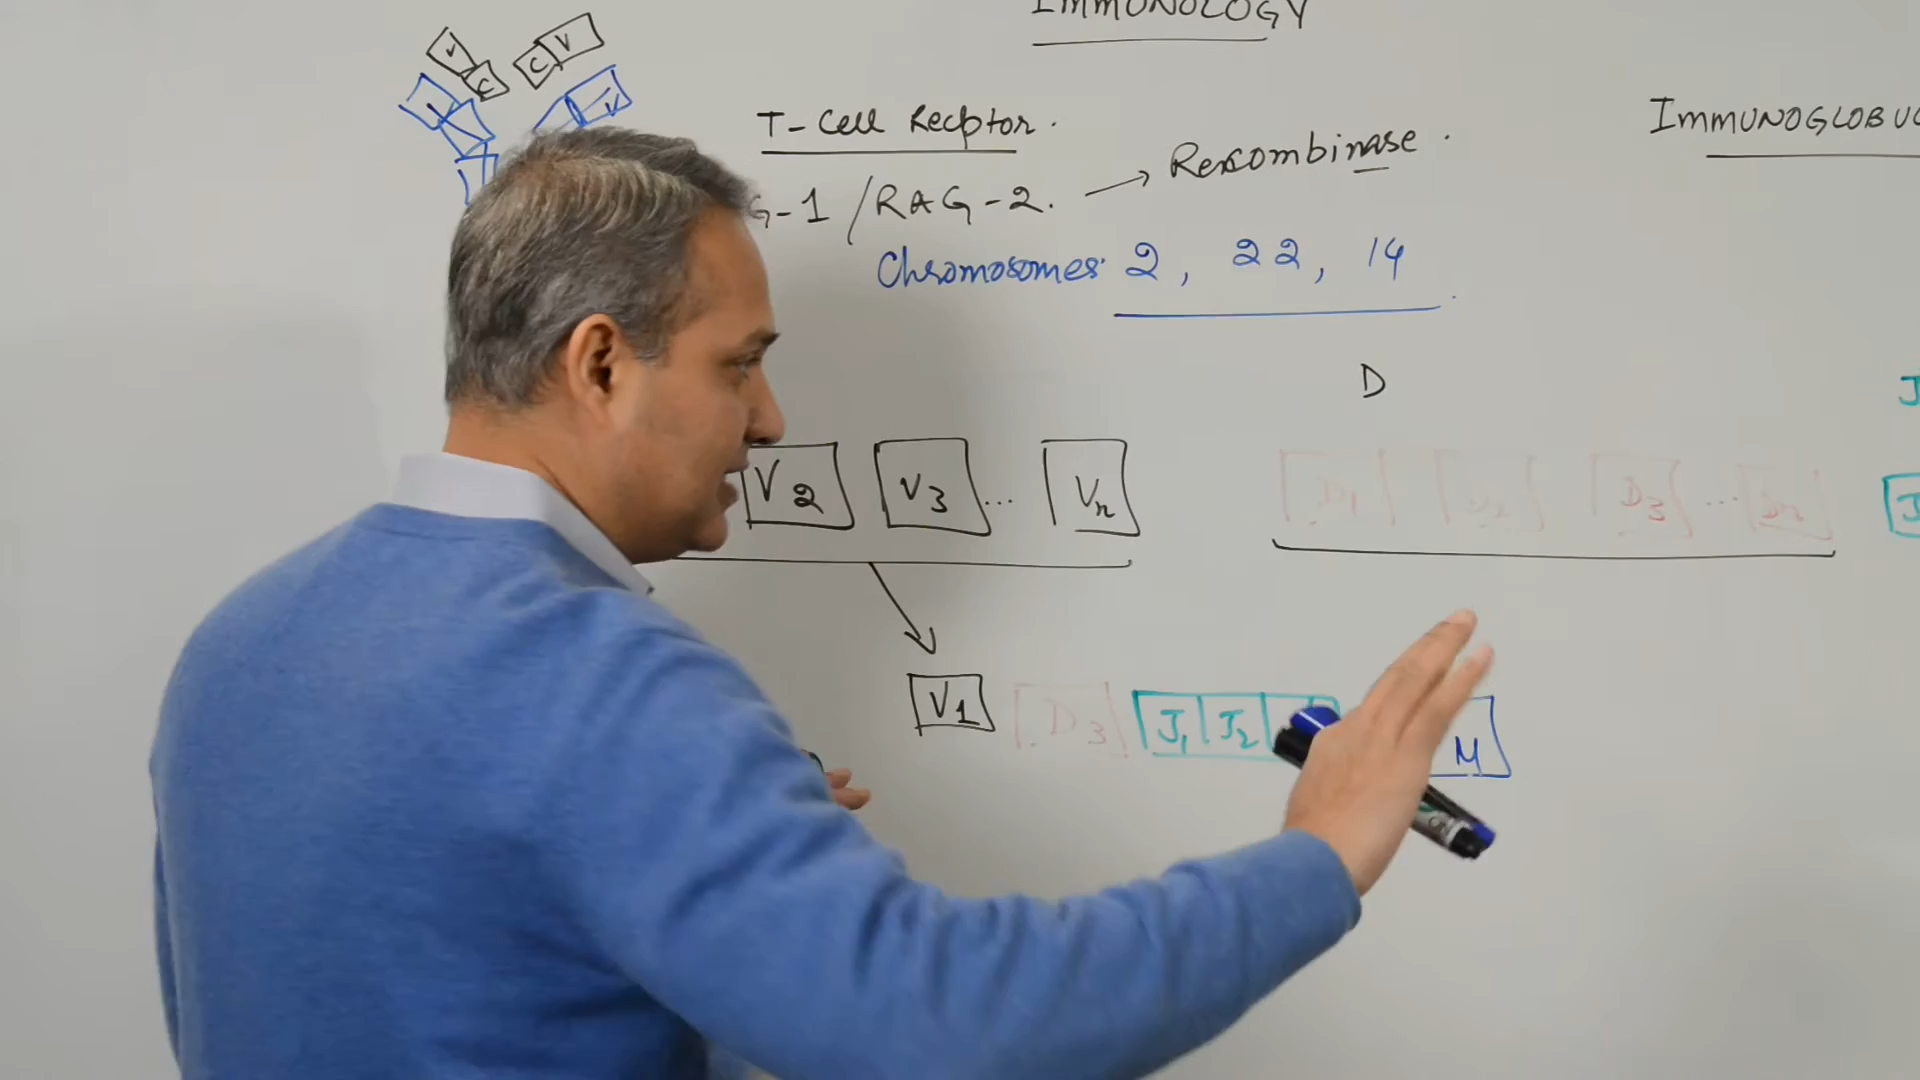 IMMUNOLOGY
V C C V
V
T-Cell Receptor.
IMMUNOGLOBU
G-1 / RAG-2. → Recombinase.
Chromosomes: 2, 22, 14
D
J
V2 V3 ... Vn D1 D2 D3 ... Dn J
V1 D3 J1 J2 M